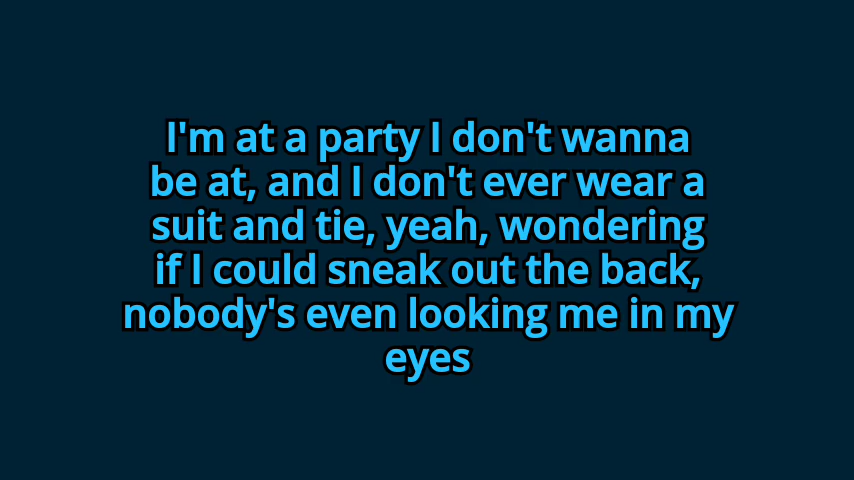 I'm at a party I don't wanna
be at, and I don't ever wear a
suit and tie, yeah, wondering
if I could sneak out the back,
nobody's even looking me in my
eyes